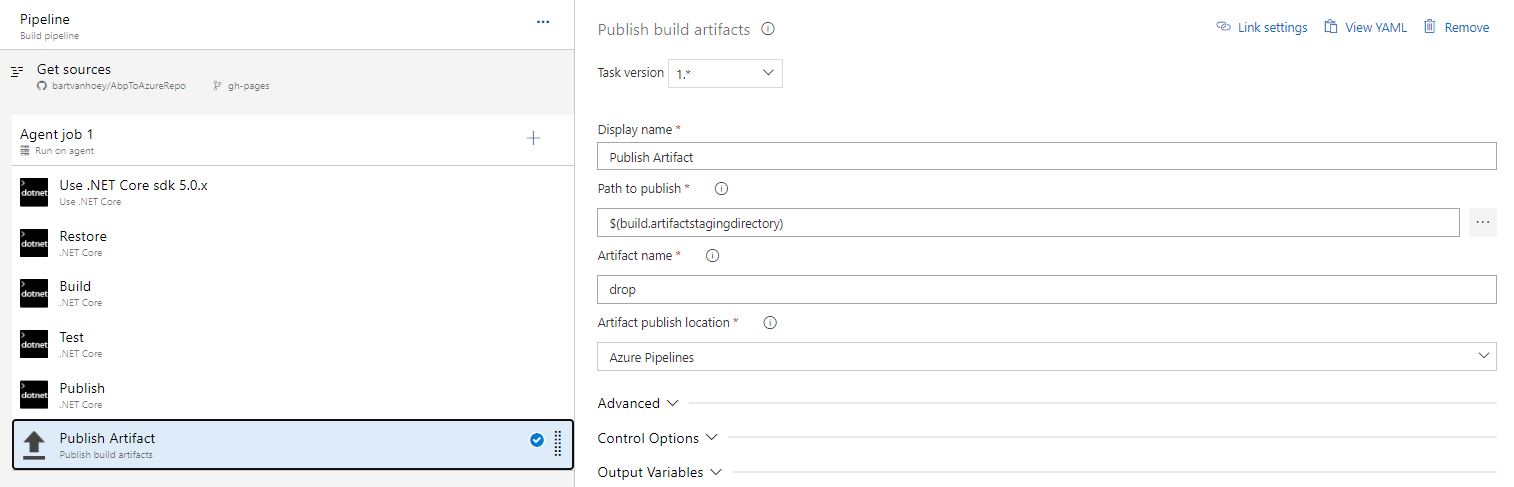 Pipeline
...
Build pipeline
Get sources
bartvanhoey/AbpToAzureRepo gh-pages
Agent job 1
Run on agent
dotnet
Use .NET Core sdk 5.0.x
Use .NET Core
dotnet
Restore
.NET Core
dotnet
Build
.NET Core
dotnet
Test
.NET Core
dotnet
Publish
.NET Core
Publish Artifact
Publish build artifacts
Publish build artifacts
Link settings View YAML Remove
Task version 1.*
Display name *
Publish Artifact
Path to publish *
$(build.artifactstagingdirectory)
...
Artifact name *
drop
Artifact publish location *
Azure Pipelines
Advanced
Control Options
Output Variables